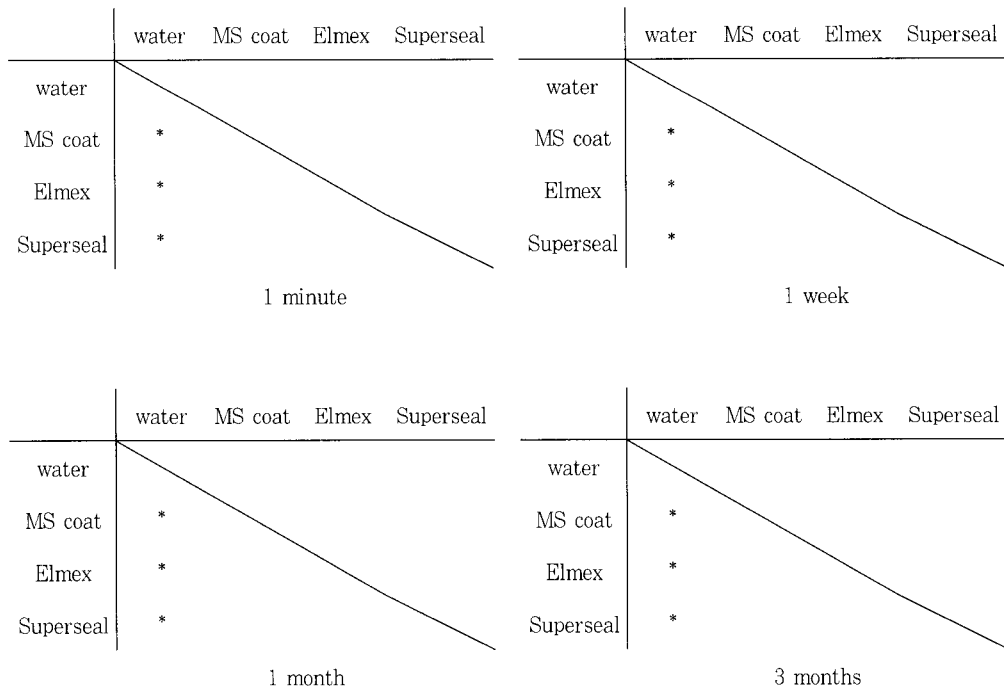 water MS coat Elmex Superseal
water
MS coat *
Elmex *
Superseal *
1 minute
water MS coat Elmex Superseal
water
MS coat *
Elmex *
Superseal *
1 week
water MS coat Elmex Superseal
water
MS coat *
Elmex *
Superseal *
1 month
water MS coat Elmex Superseal
water
MS coat *
Elmex *
Superseal *
3 months